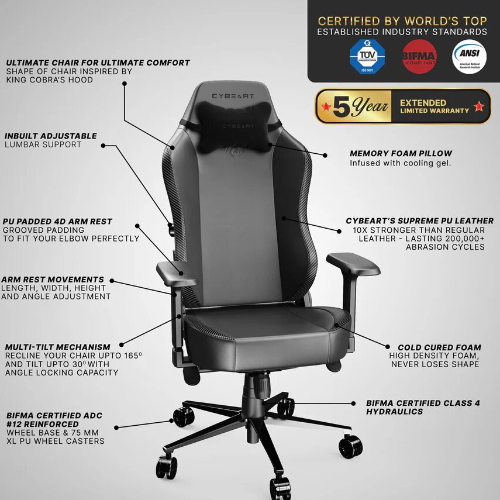 CERTIFIED BY WORLD'S TOP
ESTABLISHED INDUSTRY STANDARDS
TÜV
BIFMA
ANSI
5 Year
EXTENDED
LIMITED WARRANTY
ULTIMATE CHAIR FOR ULTIMATE COMFORT
SHAPE OF CHAIR INSPIRED BY
KING COBRA'S HOOD
CYBEART
CYBEART
INBUILT ADJUSTABLE
LUMBAR SUPPORT
MEMORY FOAM PILLOW
Infused with cooling gel.
PU PADDED 4D ARM REST
GROOVED PADDING
TO FIT YOUR ELBOW PERFECTLY
CYBEART'S SUPREME PU LEATHER
10X STRONGER THAN REGULAR
LEATHER - LASTING 200,000+
ABRASION CYCLES
ARM REST MOVEMENTS
LENGTH, WIDTH, HEIGHT
AND ANGLE ADJUSTMENT
MULTI-TILT MECHANISM
RECLINE YOUR CHAIR UPTO 165°
AND TILT UPTO 30° WITH
ANGLE LOCKING CAPACITY
COLD CURED FOAM
HIGH DENSITY FOAM,
NEVER LOSES SHAPE
BIFMA CERTIFIED CLASS 4
HYDRAULICS
BIFMA CERTIFIED ADC
#12 REINFORCED
WHEEL BASE & 75 MM
XL PU WHEEL CASTERS